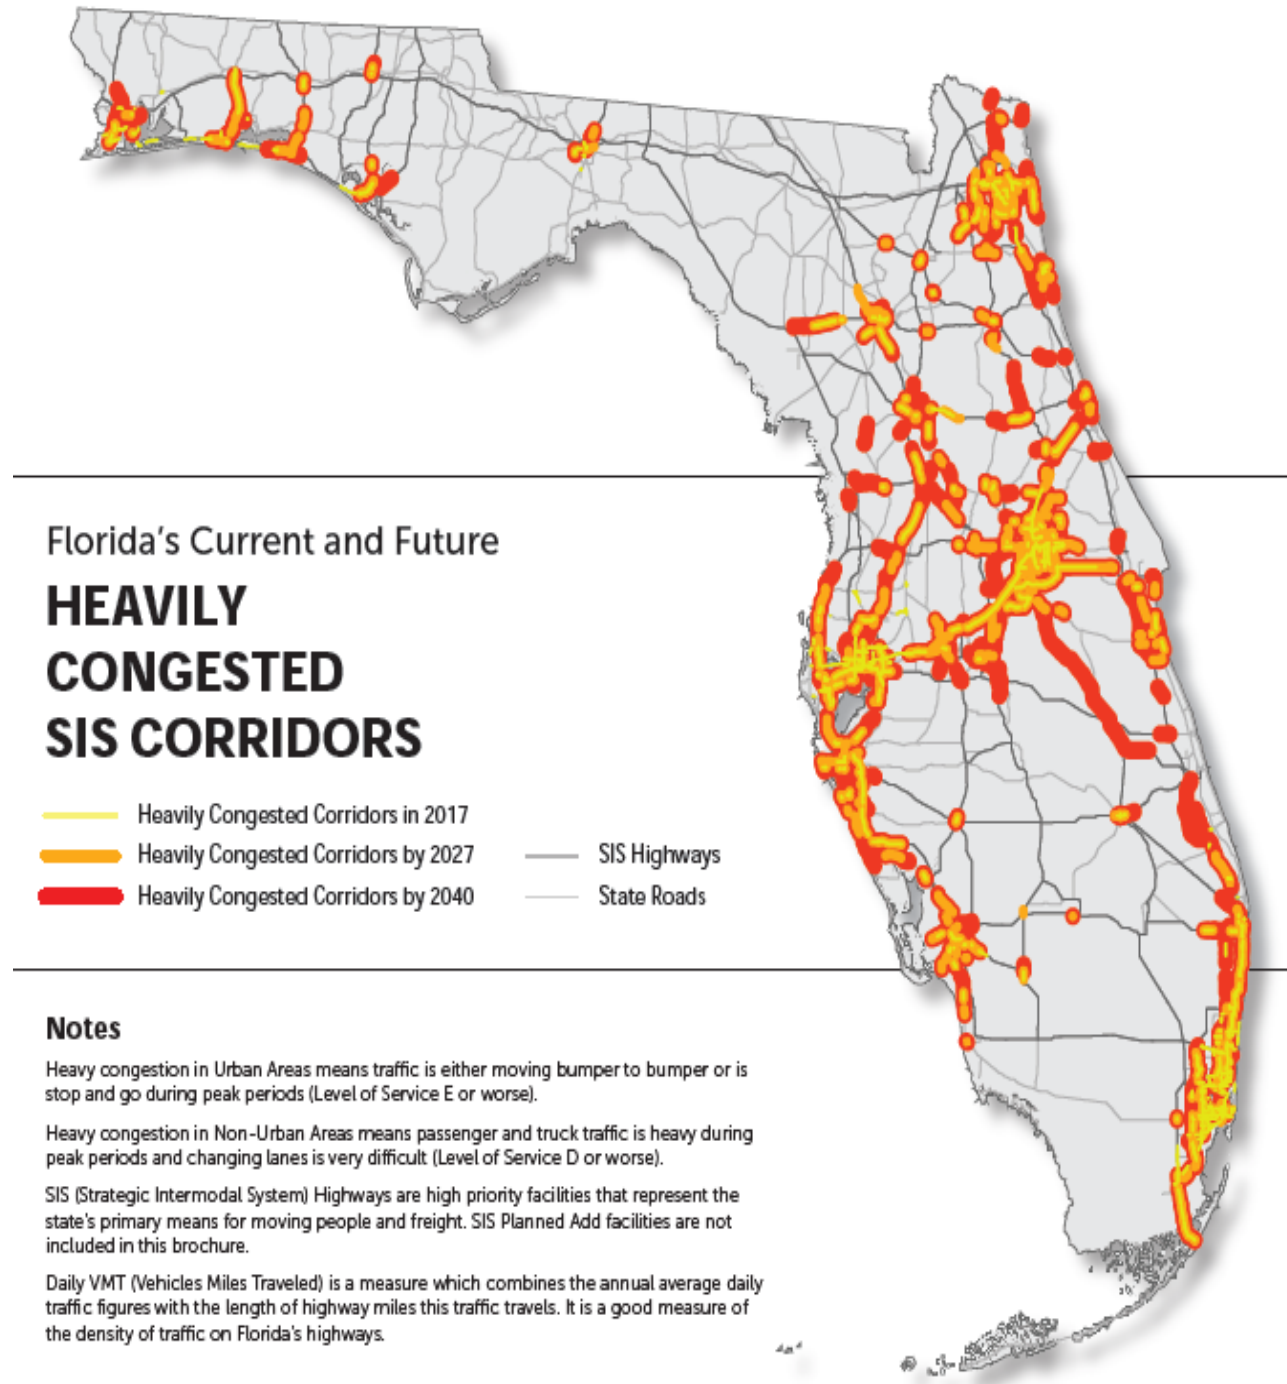 Florida's Current and Future
HEAVILY
CONGESTED
SIS CORRIDORS
Heavily Congested Corridors in 2017
Heavily Congested Corridors by 2027
SIS Highways
Heavily Congested Corridors by 2040
State Roads
Notes
Heavy congestion in Urban Areas means traffic is either moving bumper to bumper or is
stop and go during peak periods (Level of Service E or worse).
Heavy congestion in Non-Urban Areas means passenger and truck traffic is heavy during
peak periods and changing lanes is very difficult (Level of Service D or worse).
SIS (Strategic Intermodal System) Highways are high priority facilities that represent the
state's primary means for moving people and freight. SIS Planned Add facilities are not
included in this brochure.
Daily VMT (Vehicles Miles Traveled) is a measure which combines the annual average daily
traffic figures with the length of highway miles this traffic travels. It is a good measure of
the density of traffic on Florida's highways.